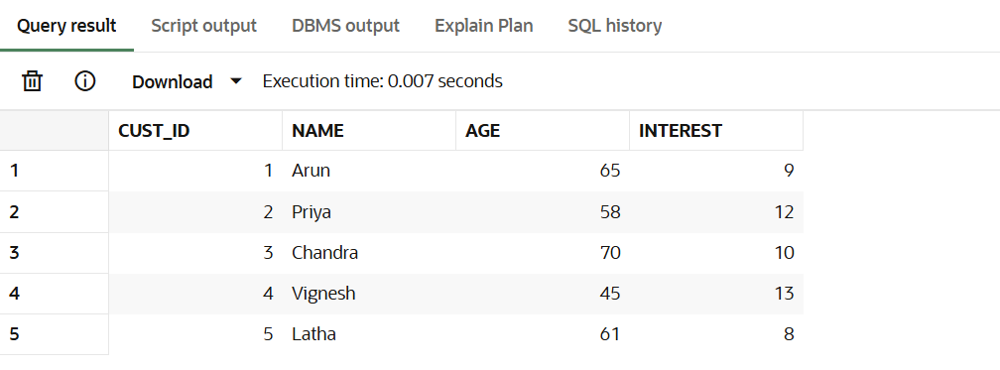 Query result Script output DBMS output Explain Plan SQL history
Download Execution time: 0.007 seconds
CUST_ID NAME AGE INTEREST
1 1 Arun 65 9
2 2 Priya 58 12
3 3 Chandra 70 10
4 4 Vignesh 45 13
5 5 Latha 61 8